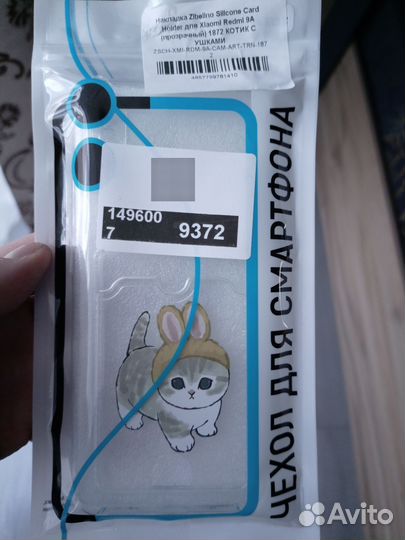 Накладка Zibelino Silicone Card
Holder для Xiaomi Redmi 9A
(прозрачный) 1872 КОТИК С
УШКАМИ
ZSCH-XMI-RDM-9A-CAM-ART-TRN-187
2
4857799781410
149600
7
9372
ЧЕХОЛ ДЛЯ СМАРТФОНА
Avito